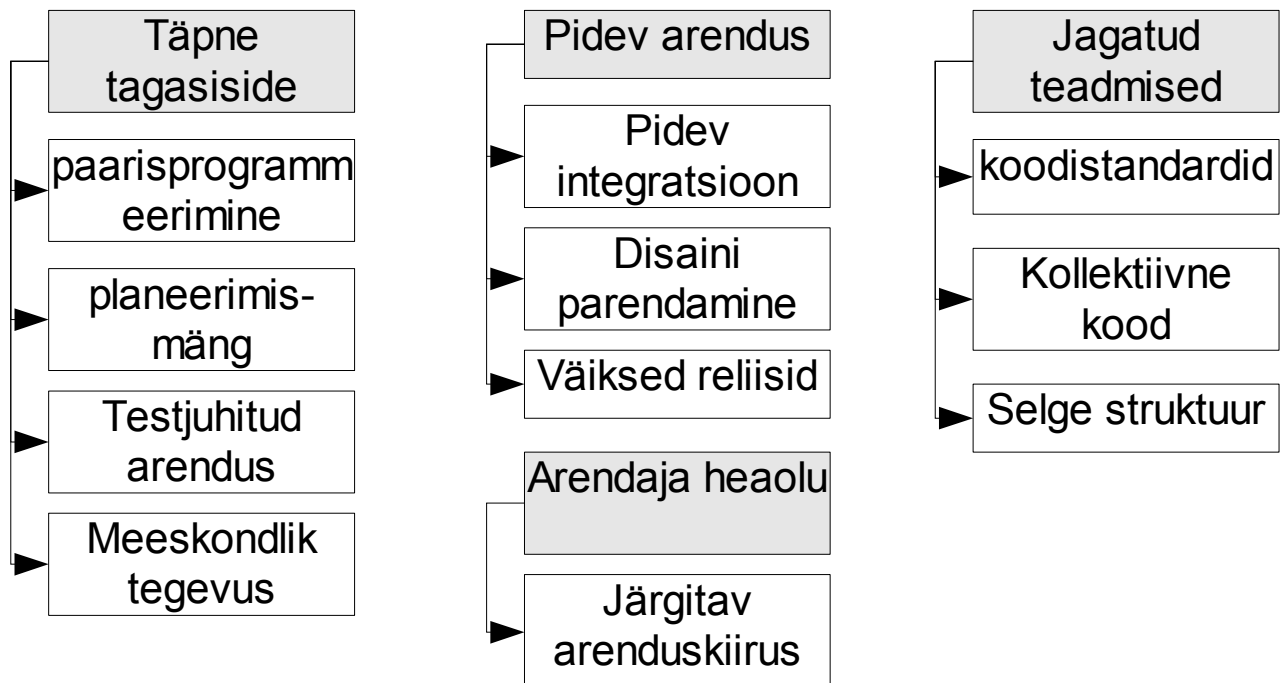 Täpne
tagasiside
paarisprogramm
eerimine
planeerimis-
mäng
Testjuhitud
arendus
Meeskondlik
tegevus
Pidev arendus
Pidev
integratsioon
Disaini
parendamine
Väiksed reliisid
Arendaja heaolu
Järgitav
arenduskiirus
Jagatud
teadmised
koodistandardid
Kollektiivne
kood
Selge struktuur